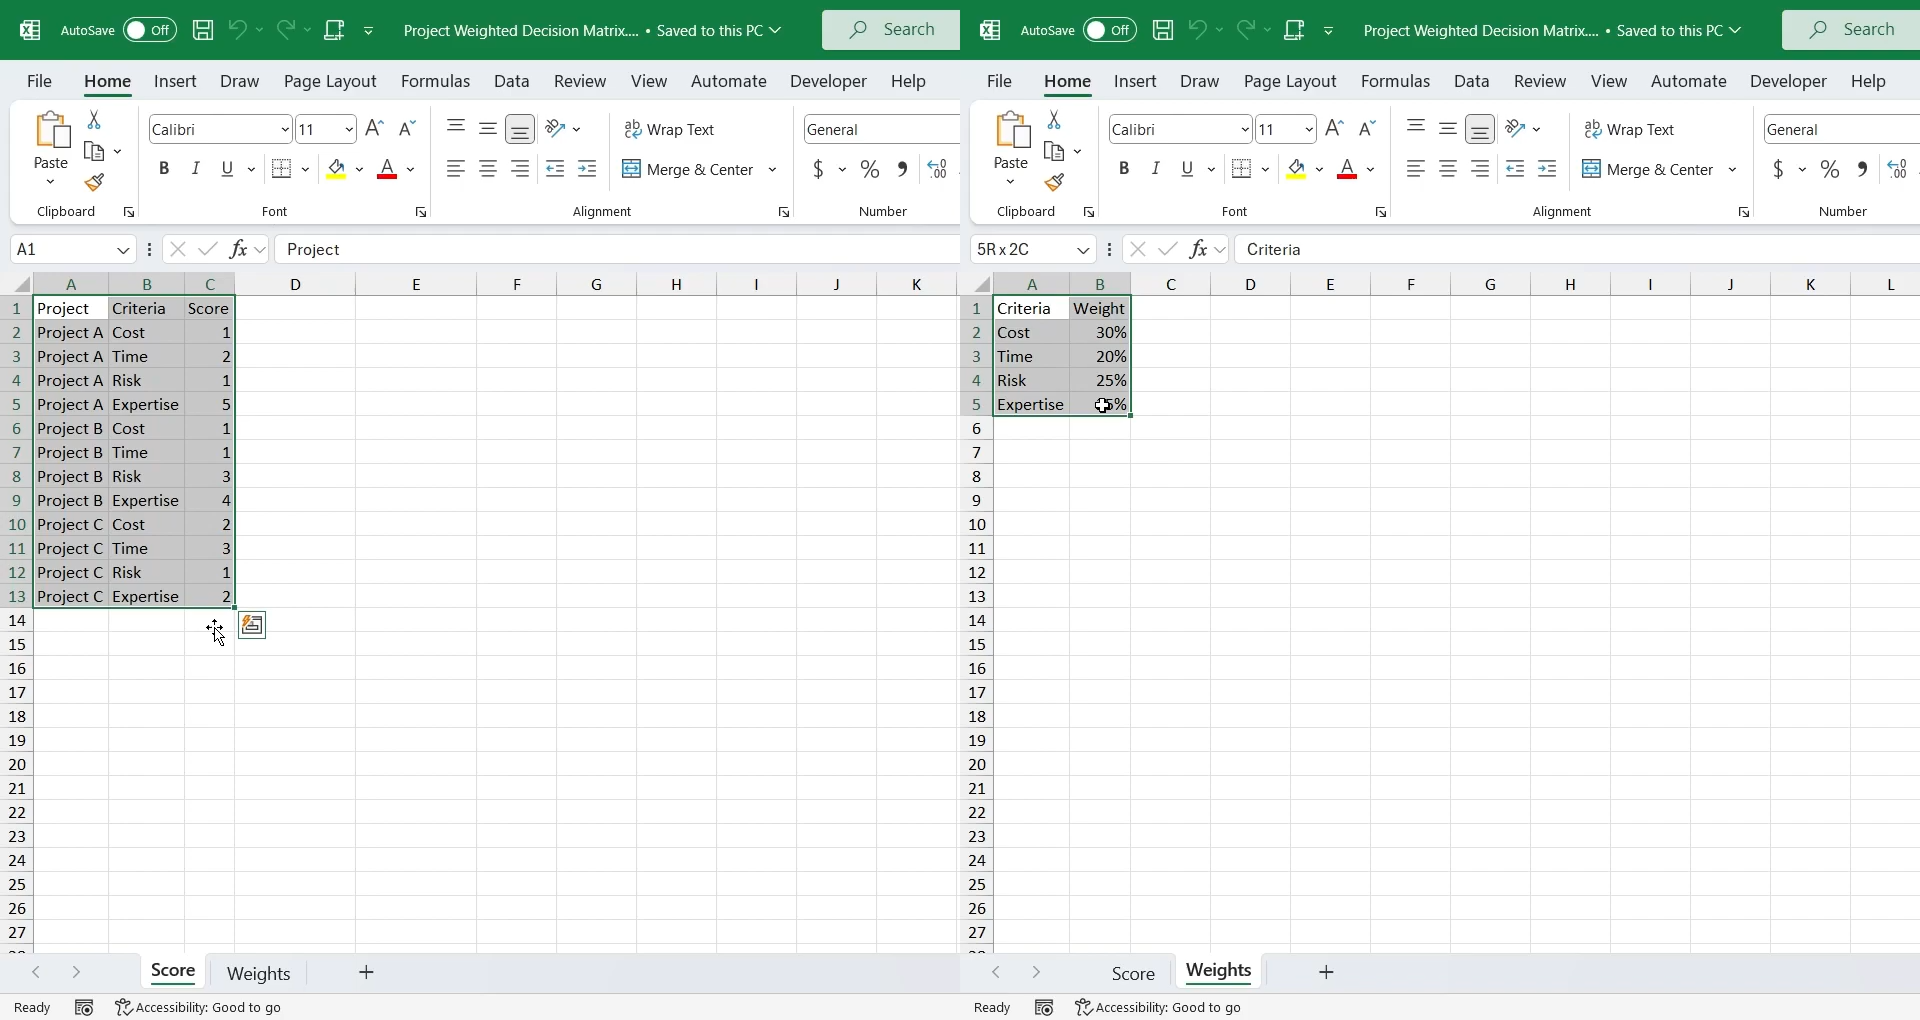 AutoSave Off Project Weighted Decision Matrix.... • Saved to this PC Search
File Home Insert Draw Page Layout Formulas Data Review View Automate Developer Help
Calibri 11 ab Wrap Text General
Paste B I U A Merge & Center $ % 9 .00
Clipboard Font Alignment Number
A1 fx Project
A B C D E F G H I J K
1 Project Criteria Score
2 Project A Cost 1
3 Project A Time 2
4 Project A Risk 1
5 Project A Expertise 5
6 Project B Cost 1
7 Project B Time 1
8 Project B Risk 3
9 Project B Expertise 4
10 Project C Cost 2
11 Project C Time 3
12 Project C Risk 1
13 Project C Expertise 2
14
15
16
17
18
19
20
21
22
23
24
25
26
27
Score Weights +
Ready Accessibility: Good to go
AutoSave Off Project Weighted Decision Matrix.... • Saved to this PC Search
File Home Insert Draw Page Layout Formulas Data Review View Automate Developer Help
Calibri 11 ab Wrap Text General
Paste B I U A Merge & Center $ % 9 .00
Clipboard Font Alignment Number
5R x 2C fx Criteria
A B C D E F G H I J K L
1 Criteria Weight
2 Cost 30%
3 Time 20%
4 Risk 25%
5 Expertise 5%
6
7
8
9
10
11
12
13
14
15
16
17
18
19
20
21
22
23
24
25
26
27
Score Weights +
Ready Accessibility: Good to go